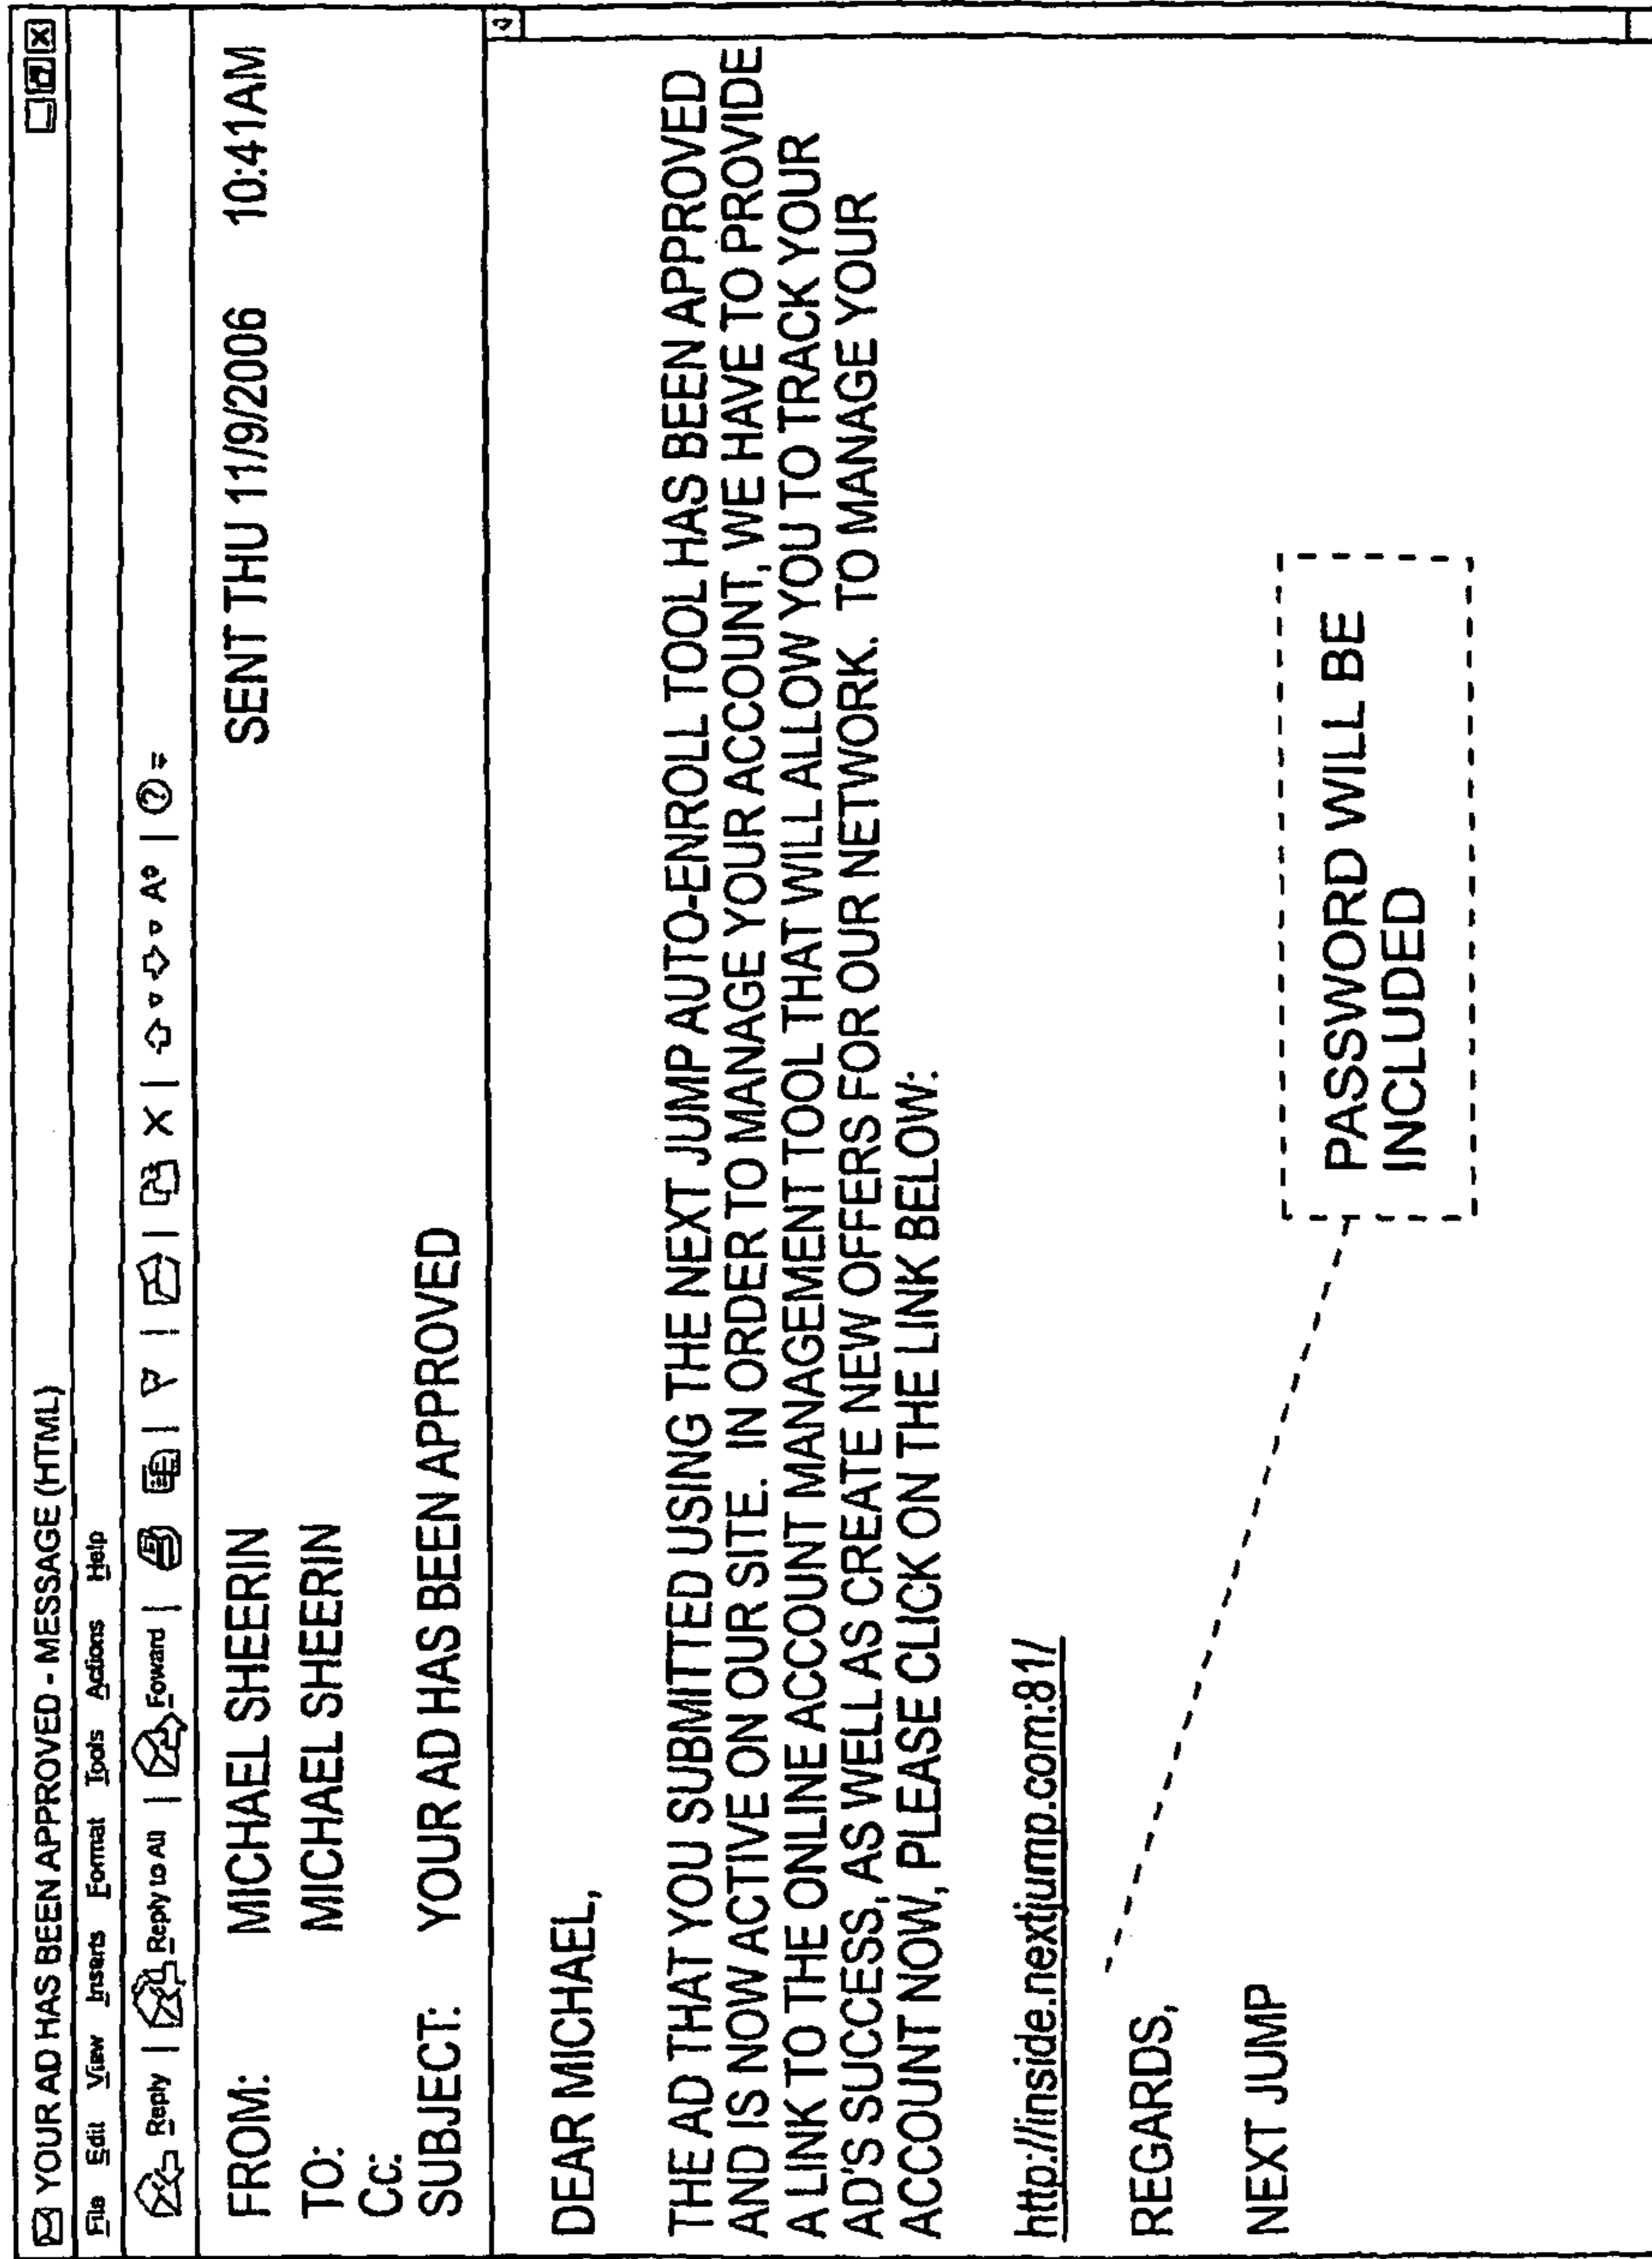 YOUR AD HAS BEEN APPROVED - MESSAGE (HTML)
File Edit View Inserts Format Tools Actions Help
Reply | Reply to All | Foward
FROM: MICHAEL SHEERIN SENT THU 11/9/2006 10:41AM
TO: MICHAEL SHEERIN
Cc:
SUBJECT: YOUR AD HAS BEEN APPROVED
DEAR MICHAEL,
THE AD THAT YOU SUBMITTED USING THE NEXT JUMP AUTO-ENROLL TOOL HAS BEEN APPROVED
AND IS NOW ACTIVE ON OUR SITE. IN ORDER TO MANAGE YOUR ACCOUNT, WE HAVE TO PROVIDE
A LINK TO THE ONLINE ACCOUNT MANAGEMENT TOOL THAT WILL ALLOW YOU TO TRACK YOUR
AD'S SUCCESS, AS WELL AS CREATE NEW OFFERS FOR OUR NETWORK. TO MANAGE YOUR
ACCOUNT NOW, PLEASE CLICK ON THE LINK BELOW:
http://inside.nextjump.com:81/
REGARDS,
NEXT JUMP
PASSWORD WILL BE
INCLUDED